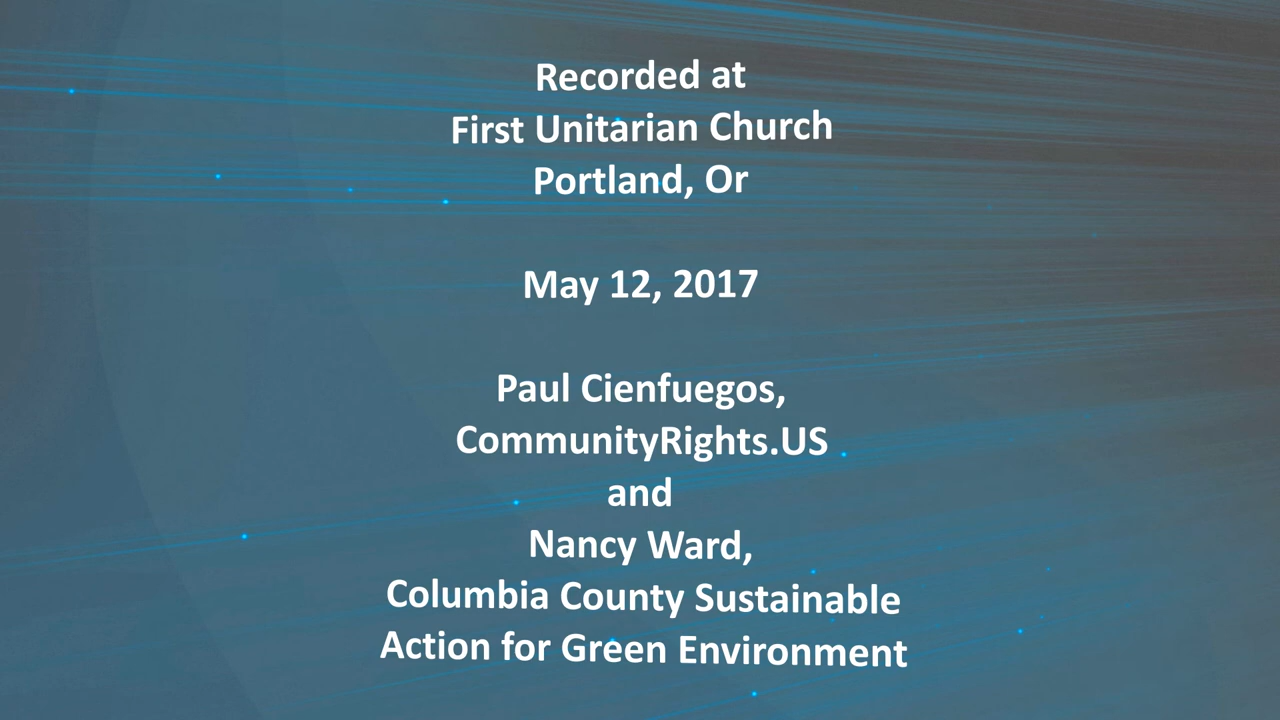 Recorded at
First Unitarian Church
Portland, Or
May 12, 2017
Paul Cienfuegos,
CommunityRights.US
and
Nancy Ward,
Columbia County Sustainable
Action for Green Environment